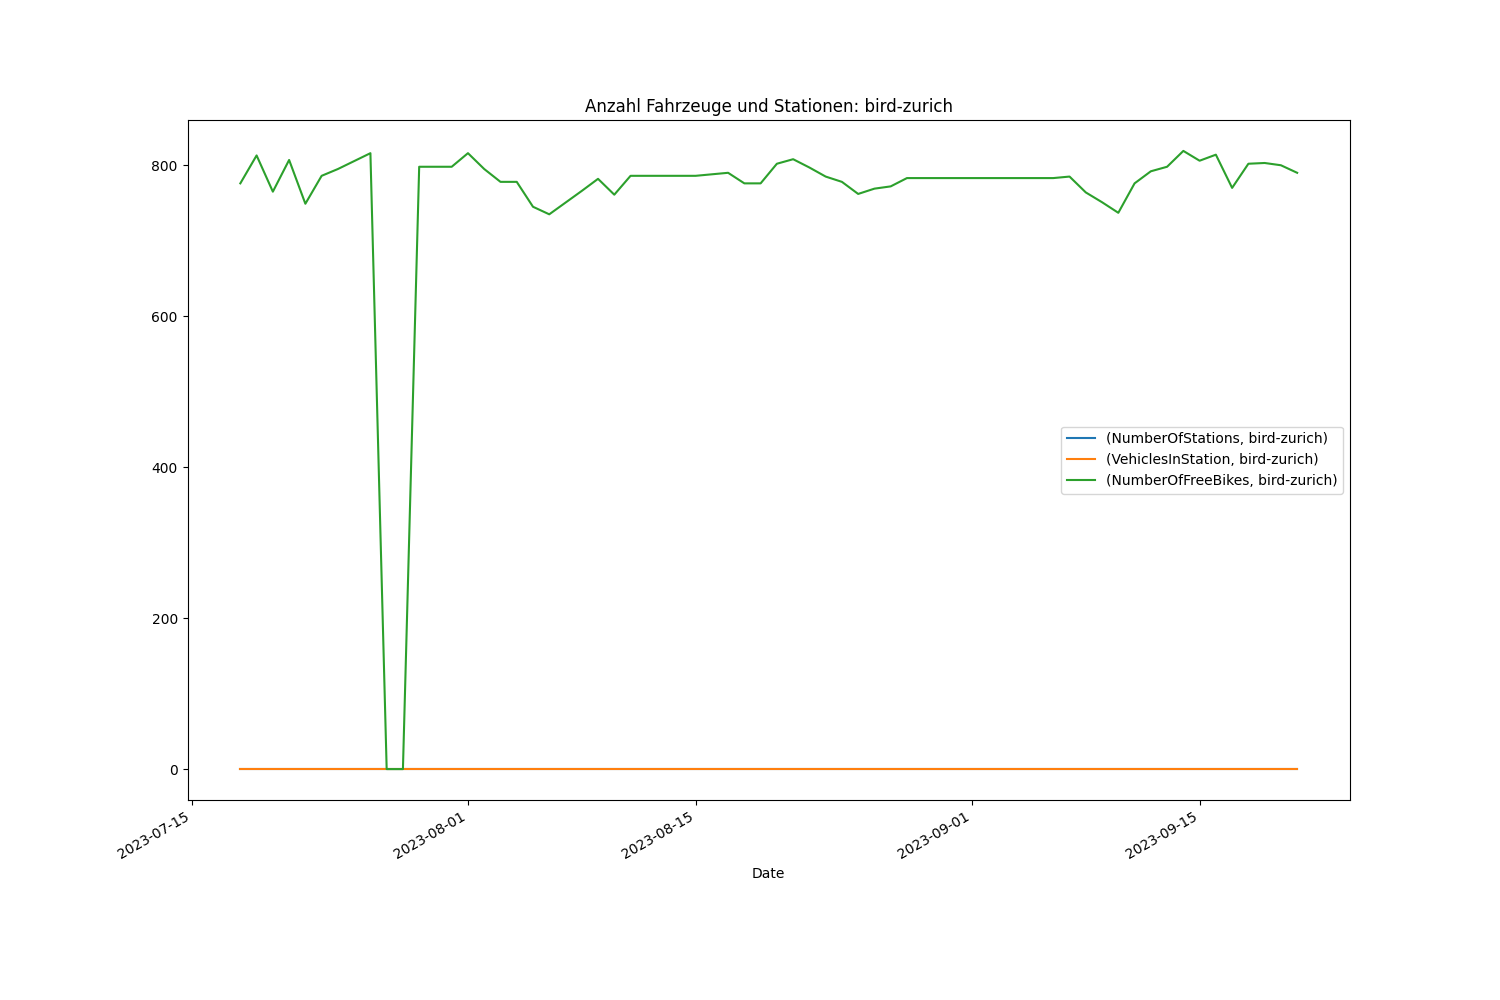 Anzahl Fahrzeuge und Stationen: bird-zurich
800
600
400
200
0
(NumberOfStations, bird-zurich)
(VehiclesInStation, bird-zurich)
(NumberOfFreeBikes, bird-zurich)
2023-07-15
2023-08-01
2023-08-15
2023-09-01
2023-09-15
Date